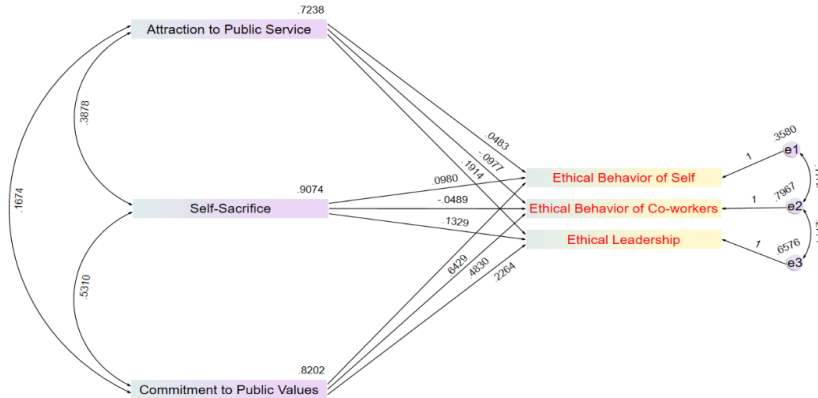 .7238
Attraction to Public Service
.3878
.1674
.0483
-.0977
.1914
.3580
e1
1
Ethical Behavior of Self
.9074
.0980
Self-Sacrifice
-.0489
Ethical Behavior of Co-workers
1
.7967
e2
.1329
Ethical Leadership
1
.6576
e3
.5310
.6429
.4830
.2264
.8202
Commitment to Public Values